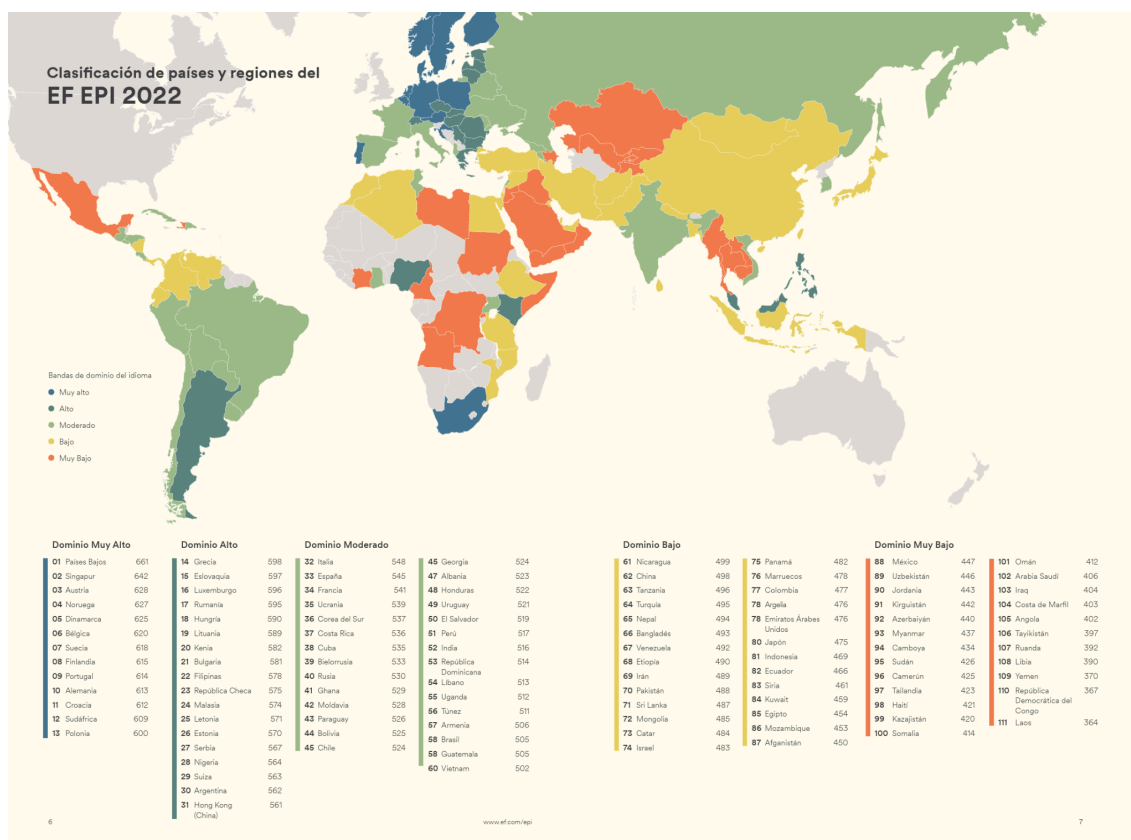 Clasificación de países y regiones del
EF EPI 2022
Bandas de dominio del idioma
Muy alto
Alto
Moderado
Bajo
Muy Bajo
Dominio Muy Alto
01 Países Bajos 661
02 Singapur 642
03 Austria 628
04 Noruega 627
05 Dinamarca 625
06 Bélgica 620
07 Suecia 618
08 Finlandia 615
09 Portugal 614
10 Alemania 613
11 Croacia 612
12 Sudáfrica 609
13 Polonia 600
Dominio Alto
14 Grecia 598
15 Eslovaquia 597
16 Luxemburgo 596
17 Rumanía 595
18 Hungría 590
19 Lituania 589
20 Kenia 582
21 Bulgaria 581
22 Filipinas 578
23 República Checa 575
24 Malasia 574
25 Letonia 571
26 Estonia 570
27 Serbia 567
28 Nigeria 564
29 Suiza 563
30 Argentina 562
31 Hong Kong 561
(China)
Dominio Moderado
32 Italia 548
33 España 545
34 Francia 541
35 Ucrania 539
36 Corea del Sur 537
37 Costa Rica 536
38 Cuba 535
39 Bielorrusia 533
40 Rusia 530
41 Ghana 529
42 Moldavia 528
43 Paraguay 526
44 Bolivia 525
45 Chile 524
45 Georgia 524
47 Albania 523
48 Honduras 522
49 Uruguay 521
50 El Salvador 519
51 Perú 517
52 India 516
53 República 514
Dominicana
54 Líbano 513
55 Uganda 512
56 Túnez 511
57 Armenia 506
58 Brasil 505
58 Guatemala 505
60 Vietnam 502
Dominio Bajo
61 Nicaragua 499
62 China 498
63 Tanzania 496
64 Turquía 495
65 Nepal 494
66 Bangladés 493
67 Venezuela 492
68 Etiopia 490
69 Irán 489
70 Pakistán 488
71 Sri Lanka 487
72 Mongolia 485
73 Catar 484
74 Israel 483
75 Panamá 482
76 Marruecos 478
77 Colombia 477
78 Argelia 476
78 Emiratos Árabes 476
Unidos
80 Japón 475
81 Indonesia 469
82 Ecuador 466
83 Siria 461
84 Kuwait 459
85 Egipto 454
86 Mozambique 453
87 Afganistán 450
Dominio Muy Bajo
88 México 447
89 Uzbekistán 446
90 Jordania 443
91 Kirguistán 442
92 Azerbaiyán 440
93 Myanmar 437
94 Camboya 434
95 Sudán 426
96 Camerún 425
97 Tailandia 423
98 Haití 421
99 Kazajistán 420
100 Somalia 414
101 Omán 412
102 Arabia Saudí 406
103 Iraq 404
104 Costa de Marfil 403
105 Angola 402
106 Tayikistán 397
107 Ruanda 392
108 Libia 390
109 Yemen 370
110 República 367
Democrática del
Congo
111 Laos 364
6
www.ef.com/epi
7